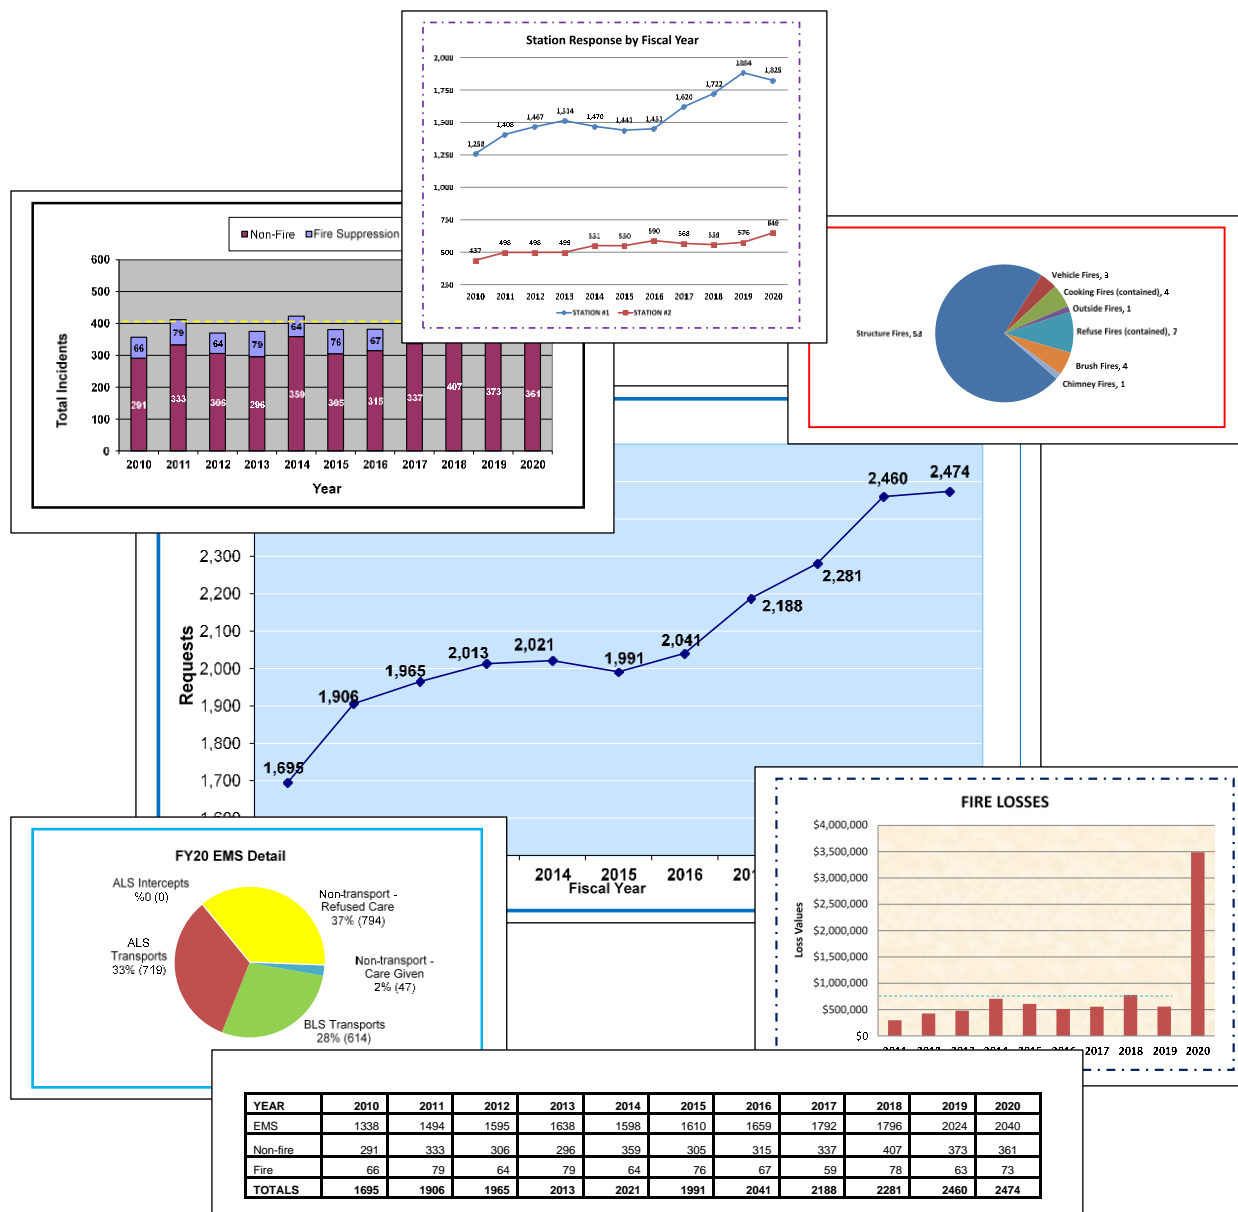 Station Response by Fiscal Year
2,000
1,750
1,500
1,250
1,000
750
500
250
1,258
1,408
1,467
1,514
1,470
1,441
1,451
1,620
1,722
1884
1,825
437
498
498
499
551
550
590
568
559
576
649
2010 2011 2012 2013 2014 2015 2016 2017 2018 2019 2020
STATION #1 STATION #2
Non-Fire Fire Suppression
Total Incidents
600
500
400
300
200
100
0
66 79 64 79 64 76 67
291 333 306 296 359 305 315 337 407 373 361
2010 2011 2012 2013 2014 2015 2016 2017 2018 2019 2020
Year
Vehicle Fires, 3
Cooking Fires (contained), 4
Outside Fires, 1
Refuse Fires (contained), 7
Brush Fires, 4
Chimney Fires, 1
Structure Fires,
Requests
2,300
2,200
2,100
2,000
1,900
1,800
1,700
1,695
1,906
1,965
2,013
2,021
1,991
2,041
2,188
2,281
2,460
2,474
2014 2015 2016
Fiscal Year
FY20 EMS Detail
ALS Intercepts
%0 (0)
Non-transport -
Refused Care
37% (794)
ALS
Transports
33% (719)
Non-transport -
Care Given
2% (47)
BLS Transports
28% (614)
FIRE LOSSES
Loss Values
$4,000,000
$3,500,000
$3,000,000
$2,500,000
$2,000,000
$1,500,000
$1,000,000
$500,000
$0
2011 2012 2013 2014 2015 2016 2017 2018 2019 2020
YEAR 2010 2011 2012 2013 2014 2015 2016 2017 2018 2019 2020
EMS 1338 1494 1595 1638 1598 1610 1659 1792 1796 2024 2040
Non-fire 291 333 306 296 359 305 315 337 407 373 361
Fire 66 79 64 79 64 76 67 59 78 63 73
TOTALS 1695 1906 1965 2013 2021 1991 2041 2188 2281 2460 2474